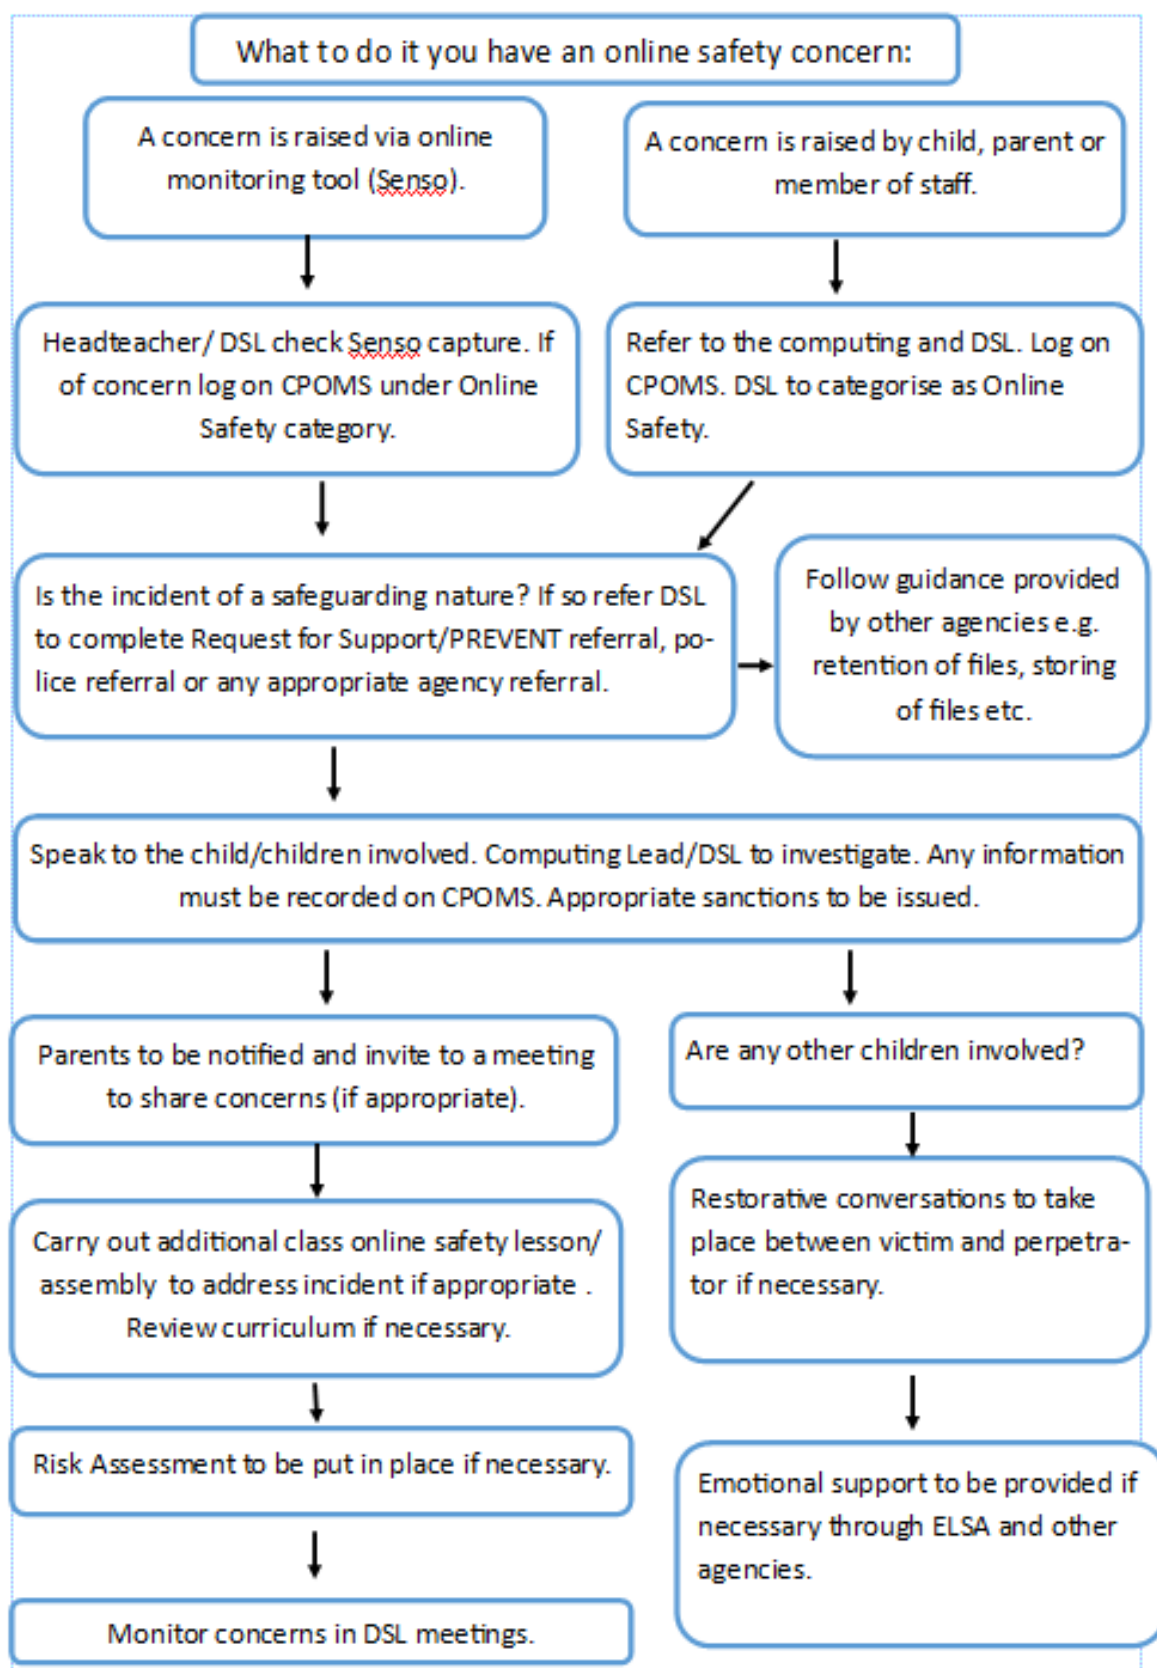 What to do it you have an online safety concern:
A concern is raised via online
monitoring tool (Senso).
A concern is raised by child, parent or
member of staff.
Headteacher/ DSL check Senso capture. If
of concern log on CPOMS under Online
Safety category.
Refer to the computing and DSL. Log on
CPOMS. DSL to categorise as Online
Safety.
Is the incident of a safeguarding nature? If so refer DSL
to complete Request for Support/PREVENT referral, po-
lice referral or any appropriate agency referral.
Follow guidance provided
by other agencies e.g.
retention of files, storing
of files etc.
Speak to the child/children involved. Computing Lead/DSL to investigate. Any information
must be recorded on CPOMS. Appropriate sanctions to be issued.
Parents to be notified and invite to a meeting
to share concerns (if appropriate).
Are any other children involved?
Carry out additional class online safety lesson/
assembly to address incident if appropriate .
Review curriculum if necessary.
Restorative conversations to take
place between victim and perpetra-
tor if necessary.
Risk Assessment to be put in place if necessary.
Emotional support to be provided if
necessary through ELSA and other
agencies.
Monitor concerns in DSL meetings.